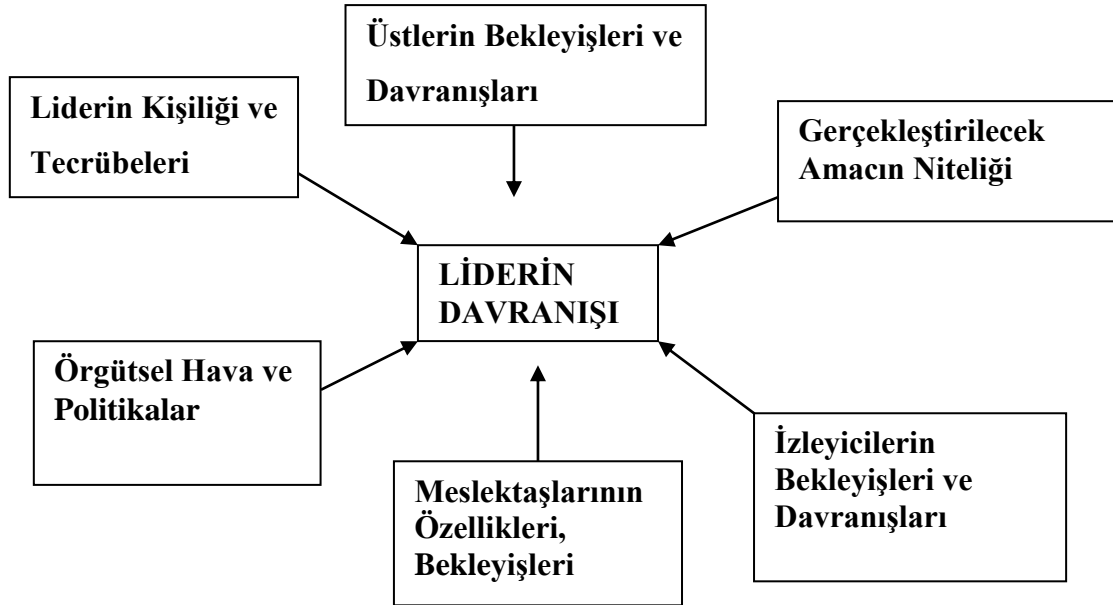 Üstlerin Bekleyişleri ve
Davranışları
Liderin Kişiliği ve
Tecrübeleri
Gerçekleştirilecek
Amacın Niteliği
LİDERİN
DAVRANIŞI
Örgütsel Hava ve
Politikalar
İzleyicilerin
Bekleyişleri ve
Davranışları
Meslektaşlarının
Özellikleri,
Bekleyişleri